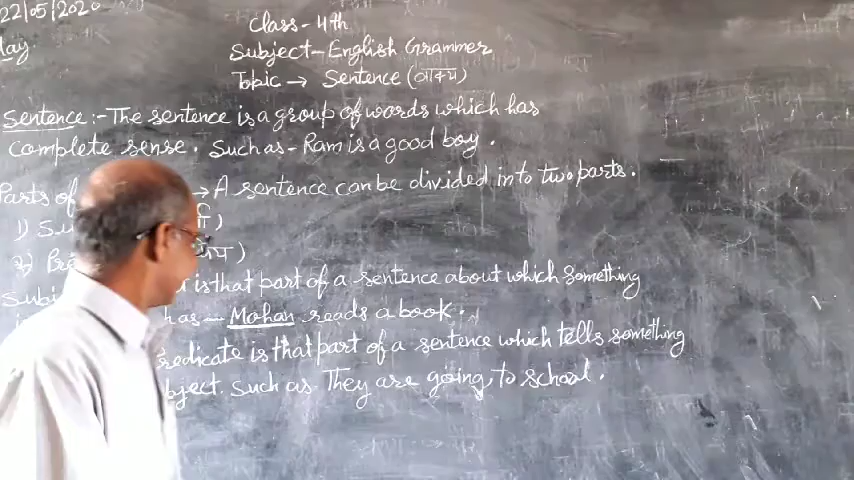 22/05/2020
Class-4th
day
Subject-English Grammer
Topic → Sentence (वाक्य)
Sentence :- The sentence is a group of words which has
complete sense. Such as - Ram is a good boy.
Parts of → A sentence can be divided into two parts.
1) Su
2) Pre
Subj is that part of a sentence about which something
has - Mohan reads a book.
redicate is that part of a sentence which tells something
bject. Such as They are going to school.